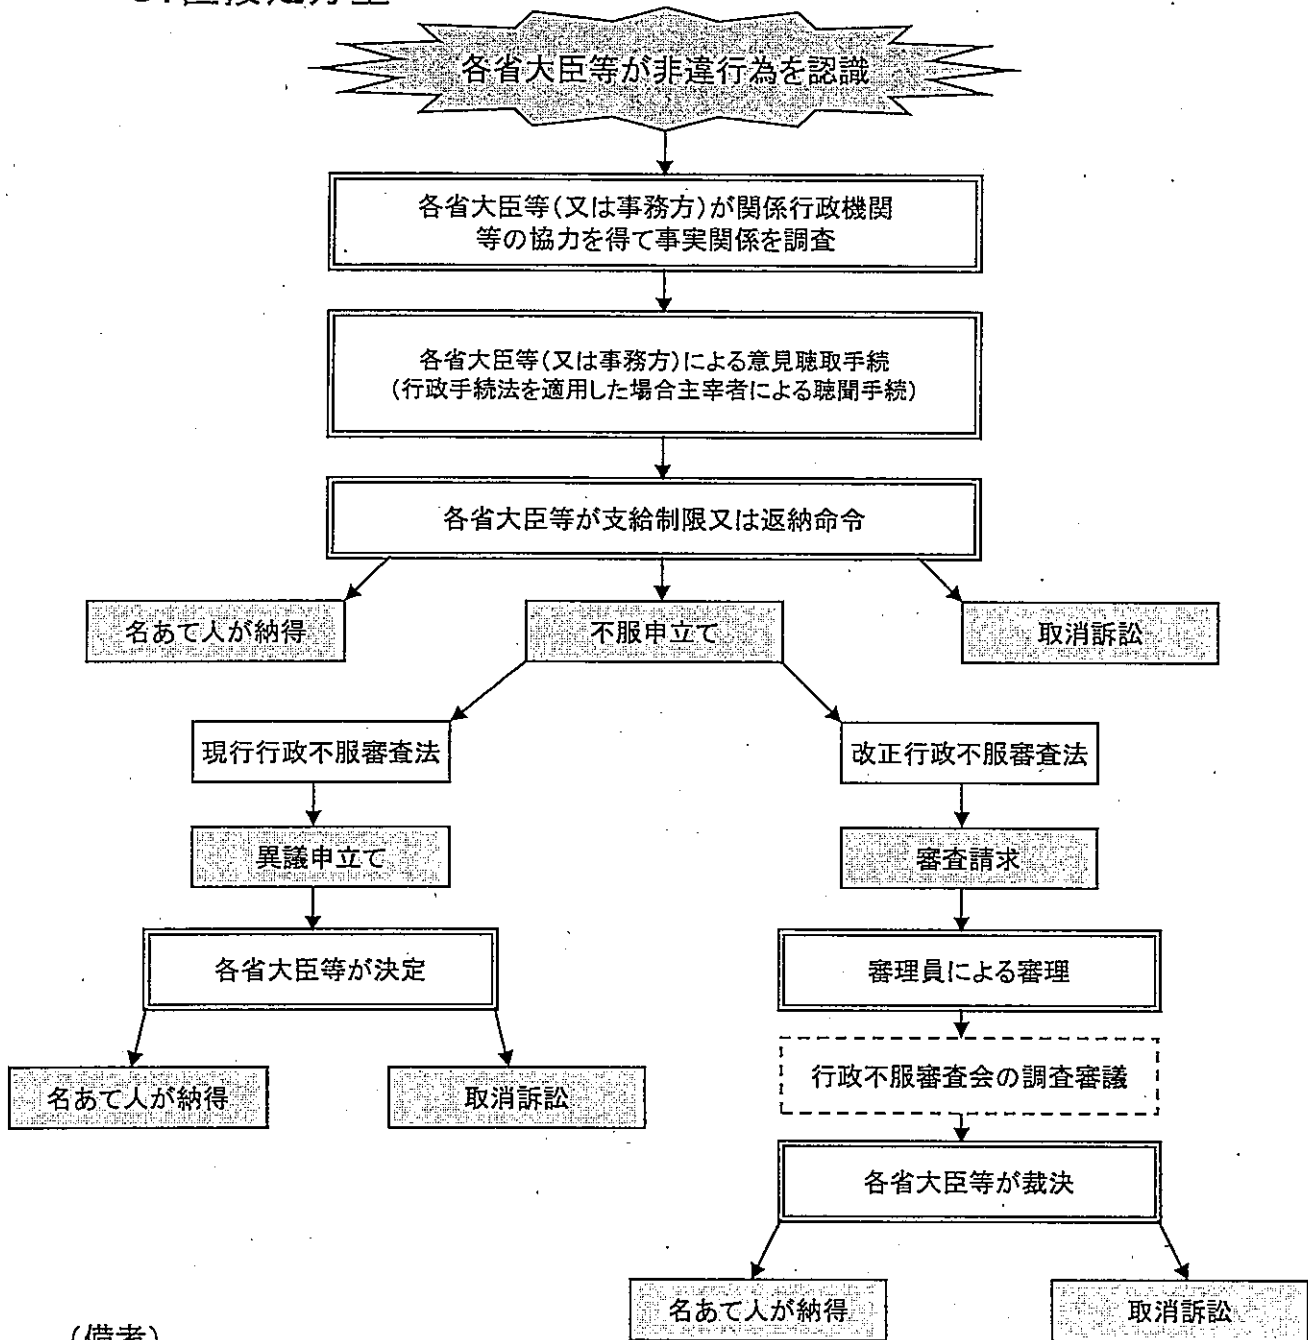 各省大臣等が非違行為を認識
各省大臣等(又は事務方)が関係行政機関
等の協力を得て事実関係を調査
各省大臣等(又は事務方)による意見聴取手続
(行政手続法を適用した場合主宰者による聴聞手続)
各省大臣等が支給制限又は返納命令
名あて人が納得
不服申立て
取消訴訟
現行行政不服審査法
改正行政不服審査法
異議申立て
審査請求
各省大臣等が決定
審理員による審理
名あて人が納得
取消訴訟
行政不服審査会の調査審議
各省大臣等が裁決
名あて人が納得
取消訴訟
(備考)